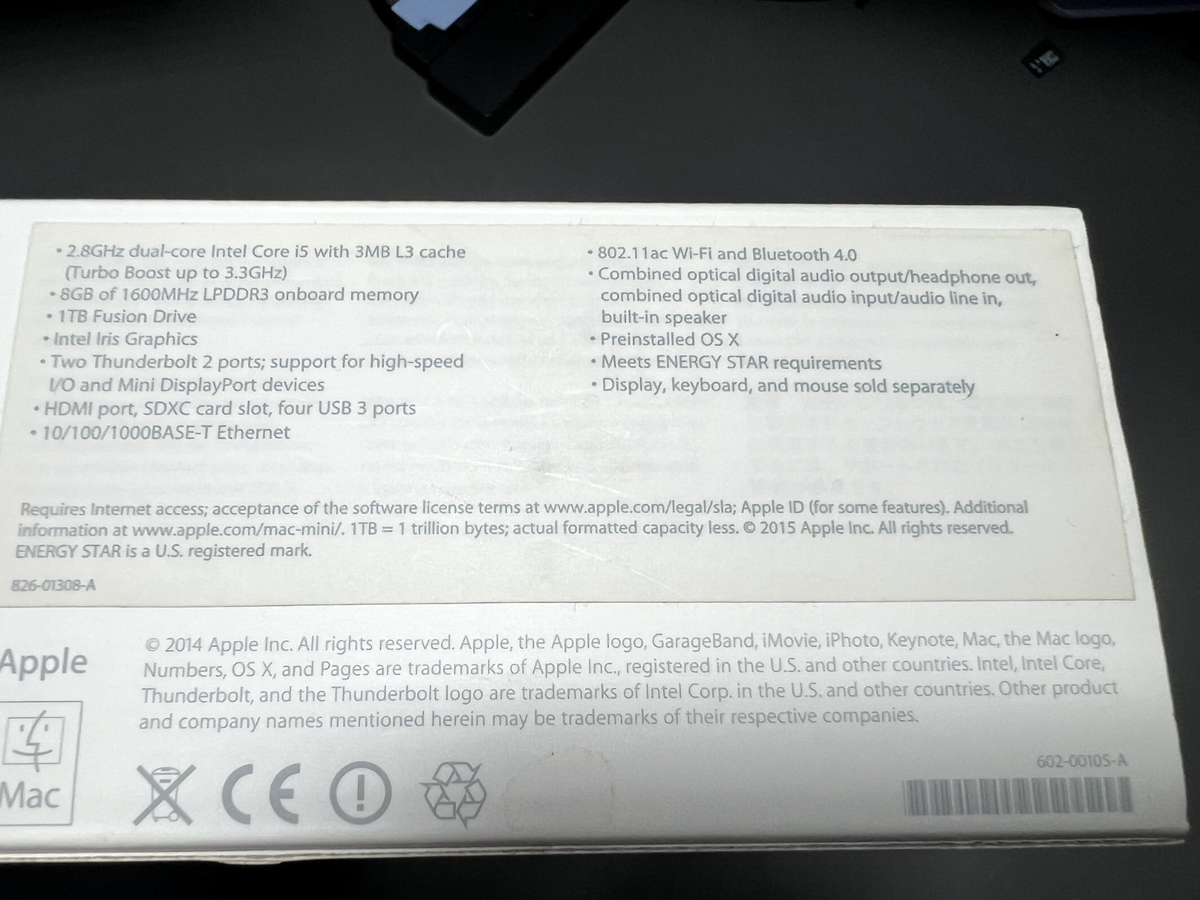 • 2.8GHz dual-core Intel Core i5 with 3MB L3 cache
(Turbo Boost up to 3.3GHz)
• 8GB of 1600MHz LPDDR3 onboard memory
• 1TB Fusion Drive
• Intel Iris Graphics
• Two Thunderbolt 2 ports; support for high-speed
I/O and Mini DisplayPort devices
• HDMI port, SDXC card slot, four USB 3 ports
• 10/100/1000BASE-T Ethernet
• 802.11ac Wi-Fi and Bluetooth 4.0
• Combined optical digital audio output/headphone out,
combined optical digital audio input/audio line in,
built-in speaker
• Preinstalled OS X
• Meets ENERGY STAR requirements
• Display, keyboard, and mouse sold separately
Requires Internet access; acceptance of the software license terms at www.apple.com/legal/sla; Apple ID (for some features). Additional
information at www.apple.com/mac-mini/. 1TB = 1 trillion bytes; actual formatted capacity less. © 2015 Apple Inc. All rights reserved.
ENERGY STAR is a U.S. registered mark.
826-01308-A
Apple
Mac
© 2014 Apple Inc. All rights reserved. Apple, the Apple logo, GarageBand, iMovie, iPhoto, Keynote, Mac, the Mac logo,
Numbers, OS X, and Pages are trademarks of Apple Inc., registered in the U.S. and other countries. Intel, Intel Core,
Thunderbolt, and the Thunderbolt logo are trademarks of Intel Corp. in the U.S. and other countries. Other product
and company names mentioned herein may be trademarks of their respective companies.
CE
602-00105-A